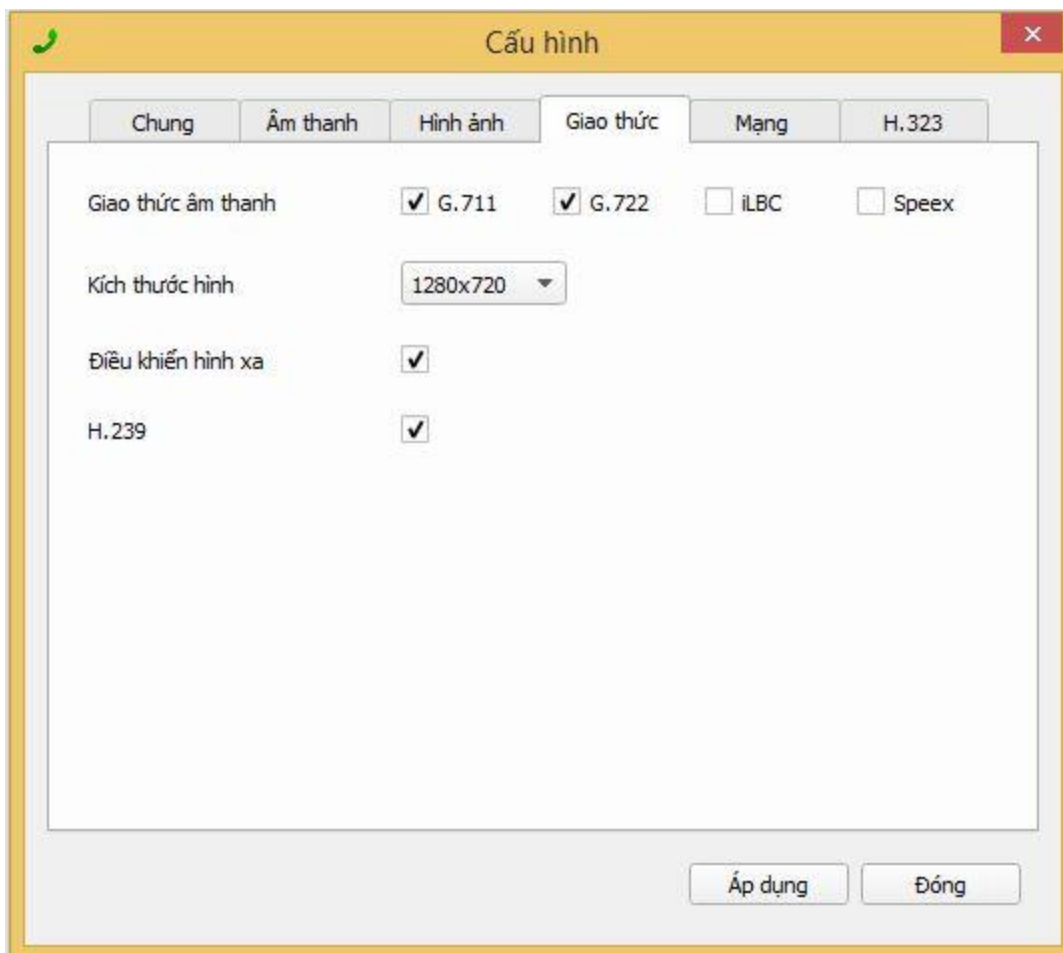 Cấu hình
Chung Âm thanh Hình ảnh Giao thức Mạng H.323
Giao thức âm thanh G.711 G.722 iLBC Speex
Kích thước hình 1280x720
Điều khiển hình xa
H.239
Áp dụng Đóng